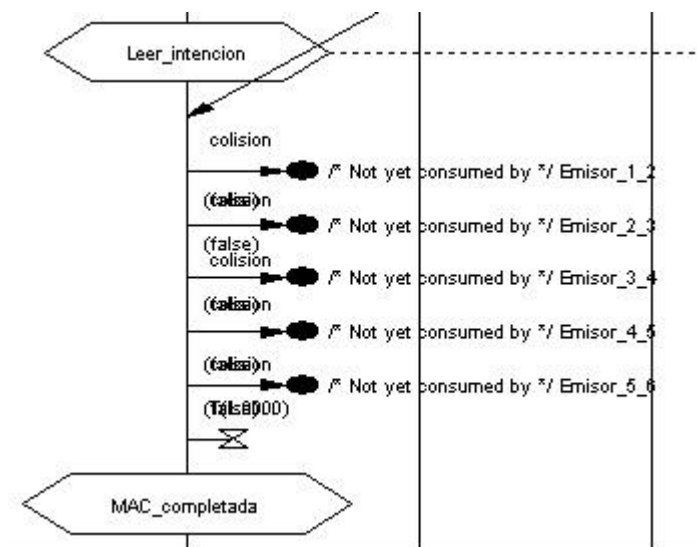 Leer_intencion
colision
/* Not yet consumed by */ Emisor_1_2
/* Not yet consumed by */ Emisor_2_3
(false)
colision
/* Not yet consumed by */ Emisor_3_4
/* Not yet consumed by */ Emisor_4_5
/* Not yet consumed by */ Emisor_5_6
MAC_completada